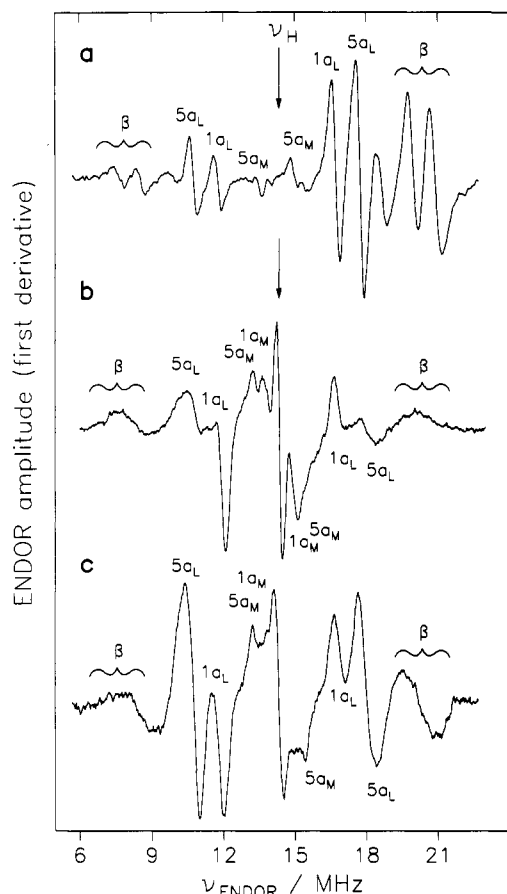 ν_H
a
β
5a_L
1a_L
5a_M
5a_M
1a_L
5a_L
β
b
β
5a_L
1a_L
5a_M
1a_M
1a_M
5a_M
1a_L
5a_L
β
c
β
5a_L
1a_L
5a_M
1a_M
5a_M
1a_L
5a_L
β
ENDOR amplitude (first derivative)
6 9 12 15 18 21
ν_ENDOR / MHz